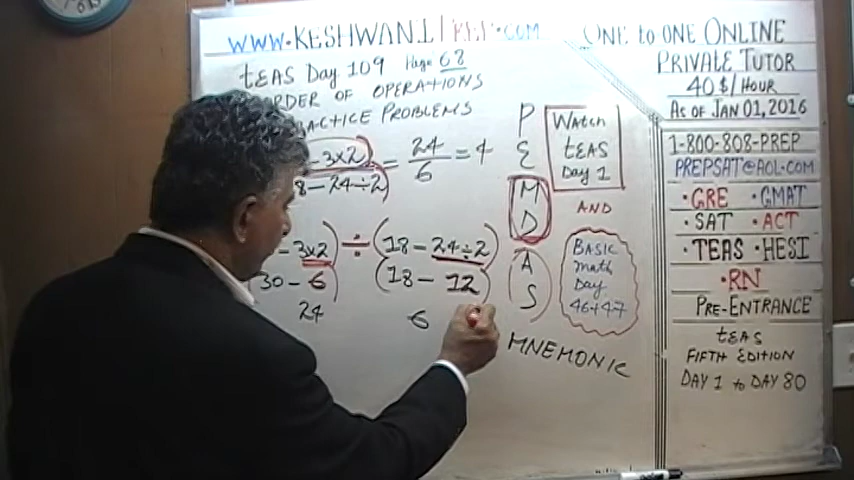 WWW.KESHWANI PREP.COM
ONE to ONE ONLINE
PRIVATE TUTOR
40 $/HOUR
AS OF JAN 01, 2016
1-800-808-PREP
PREPSAT@AOL.COM
•GRE •GMAT
•SAT •ACT
•TEAS •HESI
•RN
PRE-ENTRANCE
tEAS
FIFTH EDITION
DAY 1 to DAY 80
tEAS Day 109 Page 68
ORDER OF OPERATIONS
PRACTICE PROBLEMS
- 3x2) = 24/6 = 4
18 - 24÷2)
- 3x2) ÷ (18 - 24÷2)
30 - 6) (18 - 12)
24 6
P
E
M
D
A
S
MNEMONIC
Watch
tEAS
Day 1
AND
BASIC
math
Day
46+47